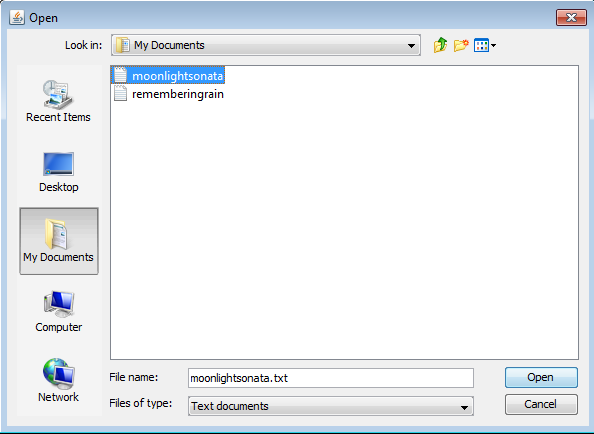 Open
Look in: My Documents
moonlightsonata
rememberingrain
Recent Items
Desktop
My Documents
Computer
Network
File name: moonlightsonata.txt Open
Files of type: Text documents Cancel